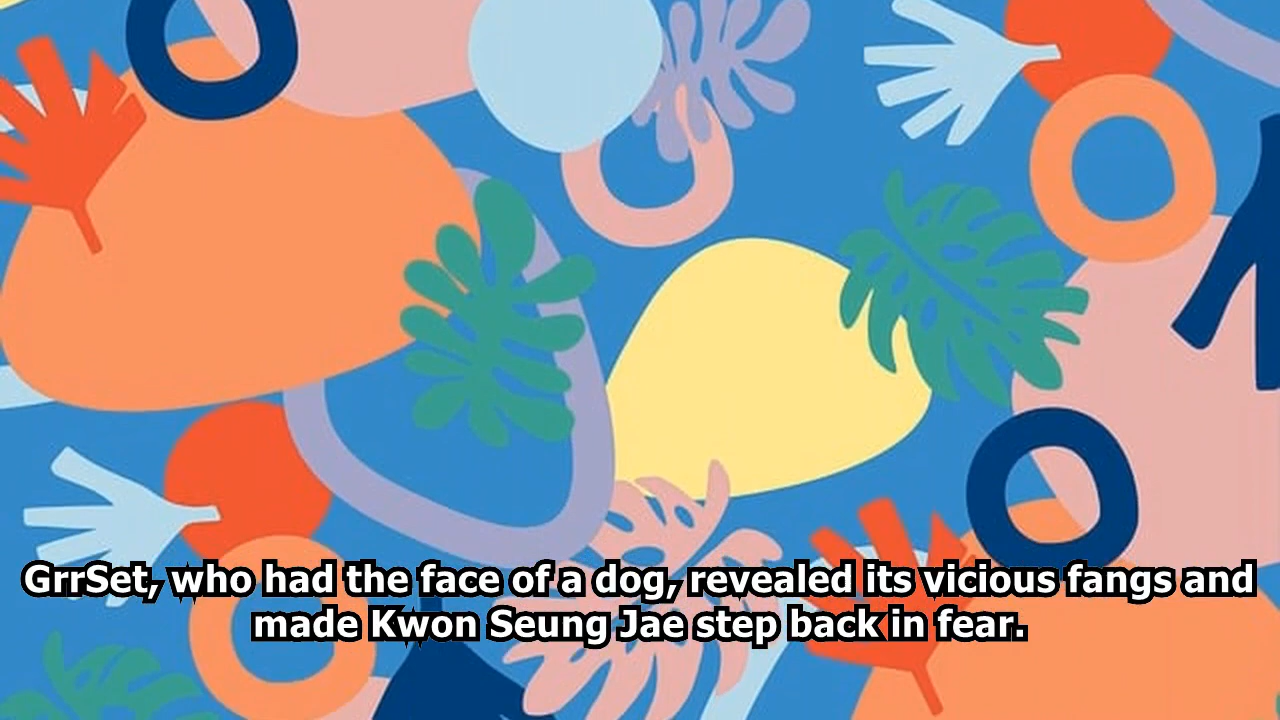 GrrSet, who had the face of a dog, revealed its vicious fangs and
made Kwon Seung Jae step back in fear.